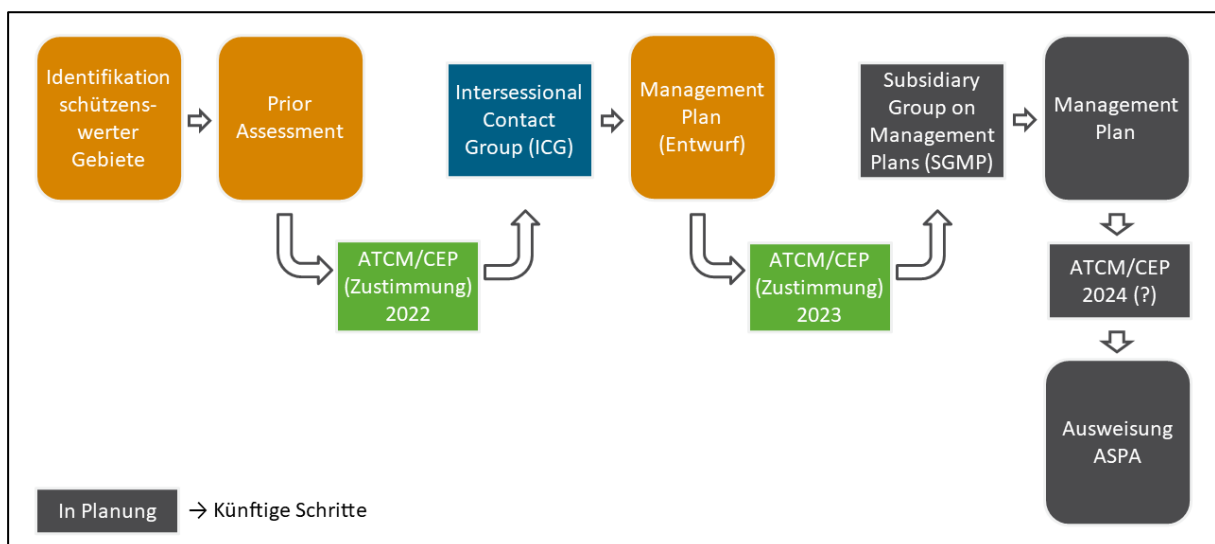 Identifikation
schützens-
werter
Gebiete
Prior
Assessment
ATCM/CEP
(Zustimmung)
2022
Intersessional
Contact
Group (ICG)
Management
Plan
(Entwurf)
ATCM/CEP
(Zustimmung)
2023
Subsidiary
Group on
Management
Plans (SGMP)
Management
Plan
ATCM/CEP
2024 (?)
Ausweisung
ASPA
In Planung → Künftige Schritte